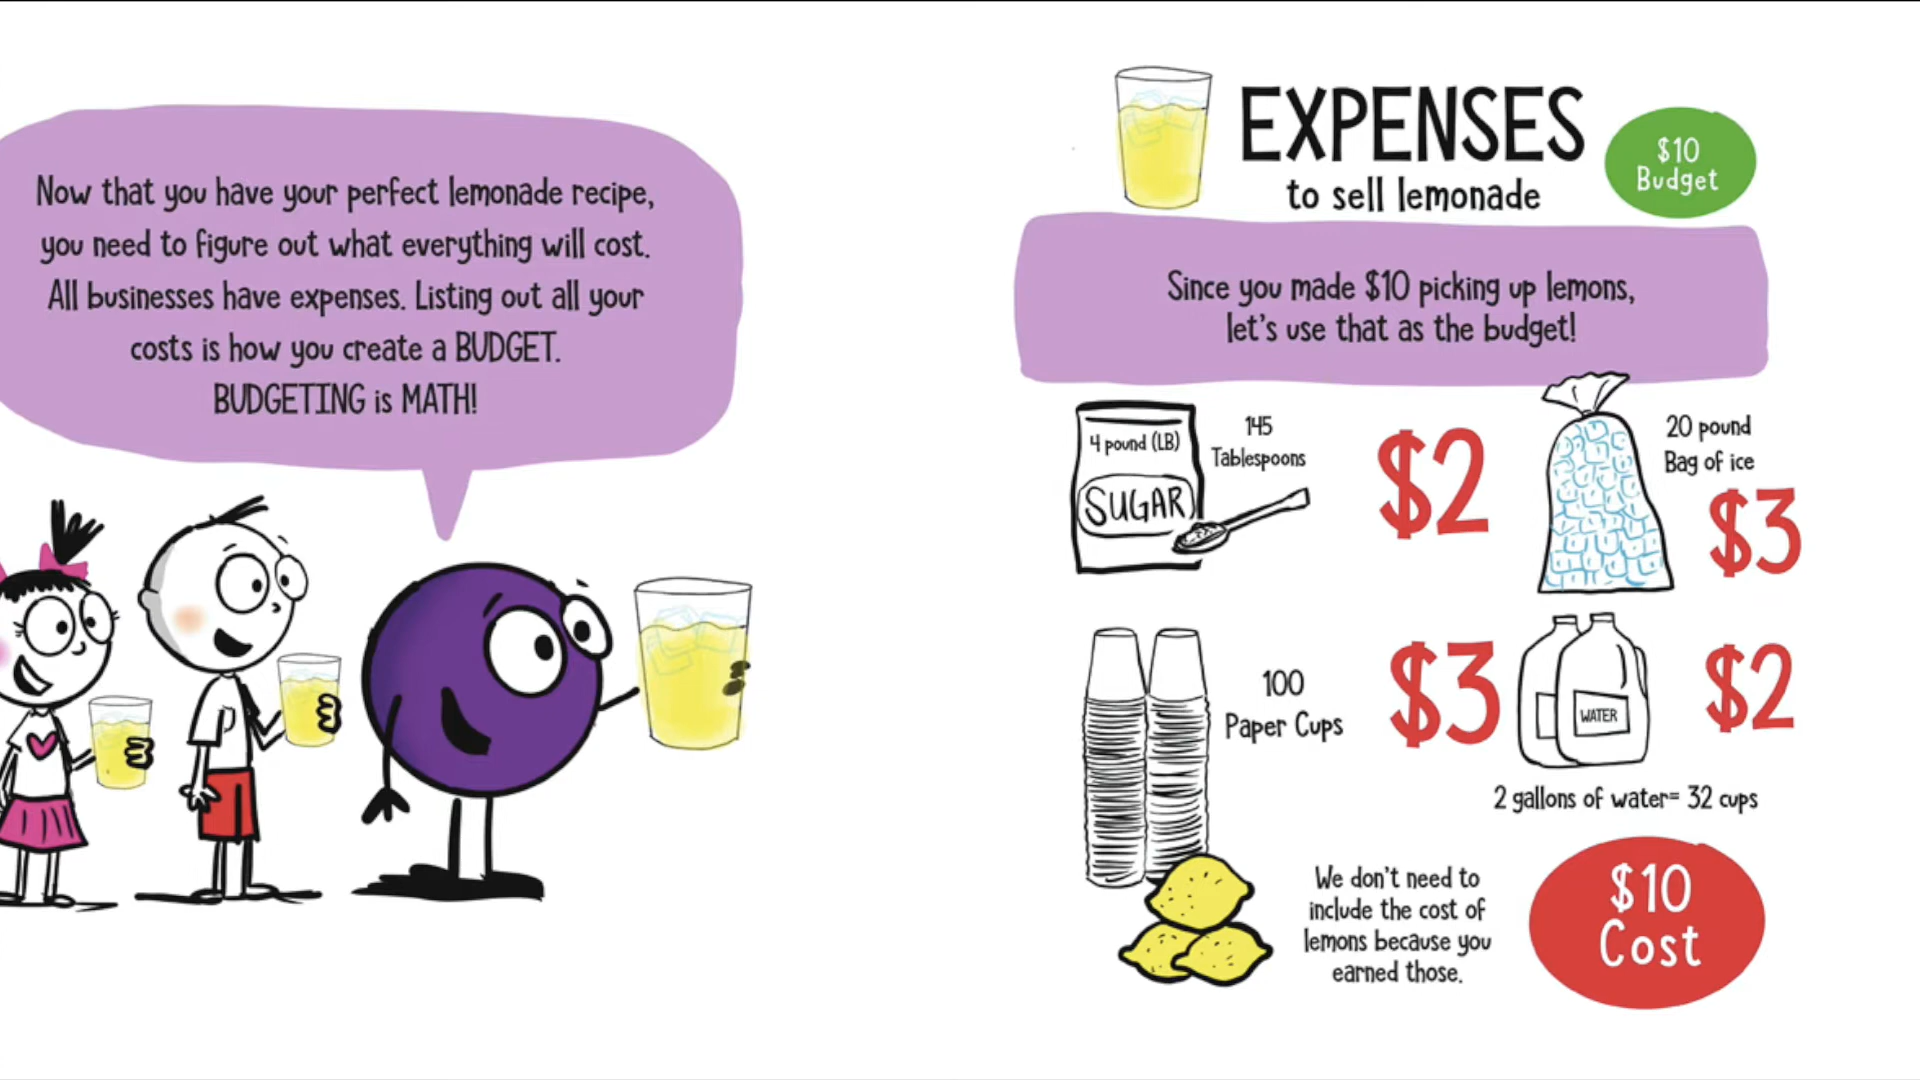 Now that you have your perfect lemonade recipe,
you need to figure out what everything will cost.
All businesses have expenses. Listing out all your
costs is how you create a BUDGET.
BUDGETING is MATH!
EXPENSES
to sell lemonade
$10
Budget
Since you made $10 picking up lemons,
let's use that as the budget!
4 pound (LB)
SUGAR
145
Tablespoons
$2
20 pound
Bag of ice
$3
100
Paper Cups
$3
WATER
$2
2 gallons of water= 32 cups
We don't need to
include the cost of
lemons because you
earned those.
$10
Cost